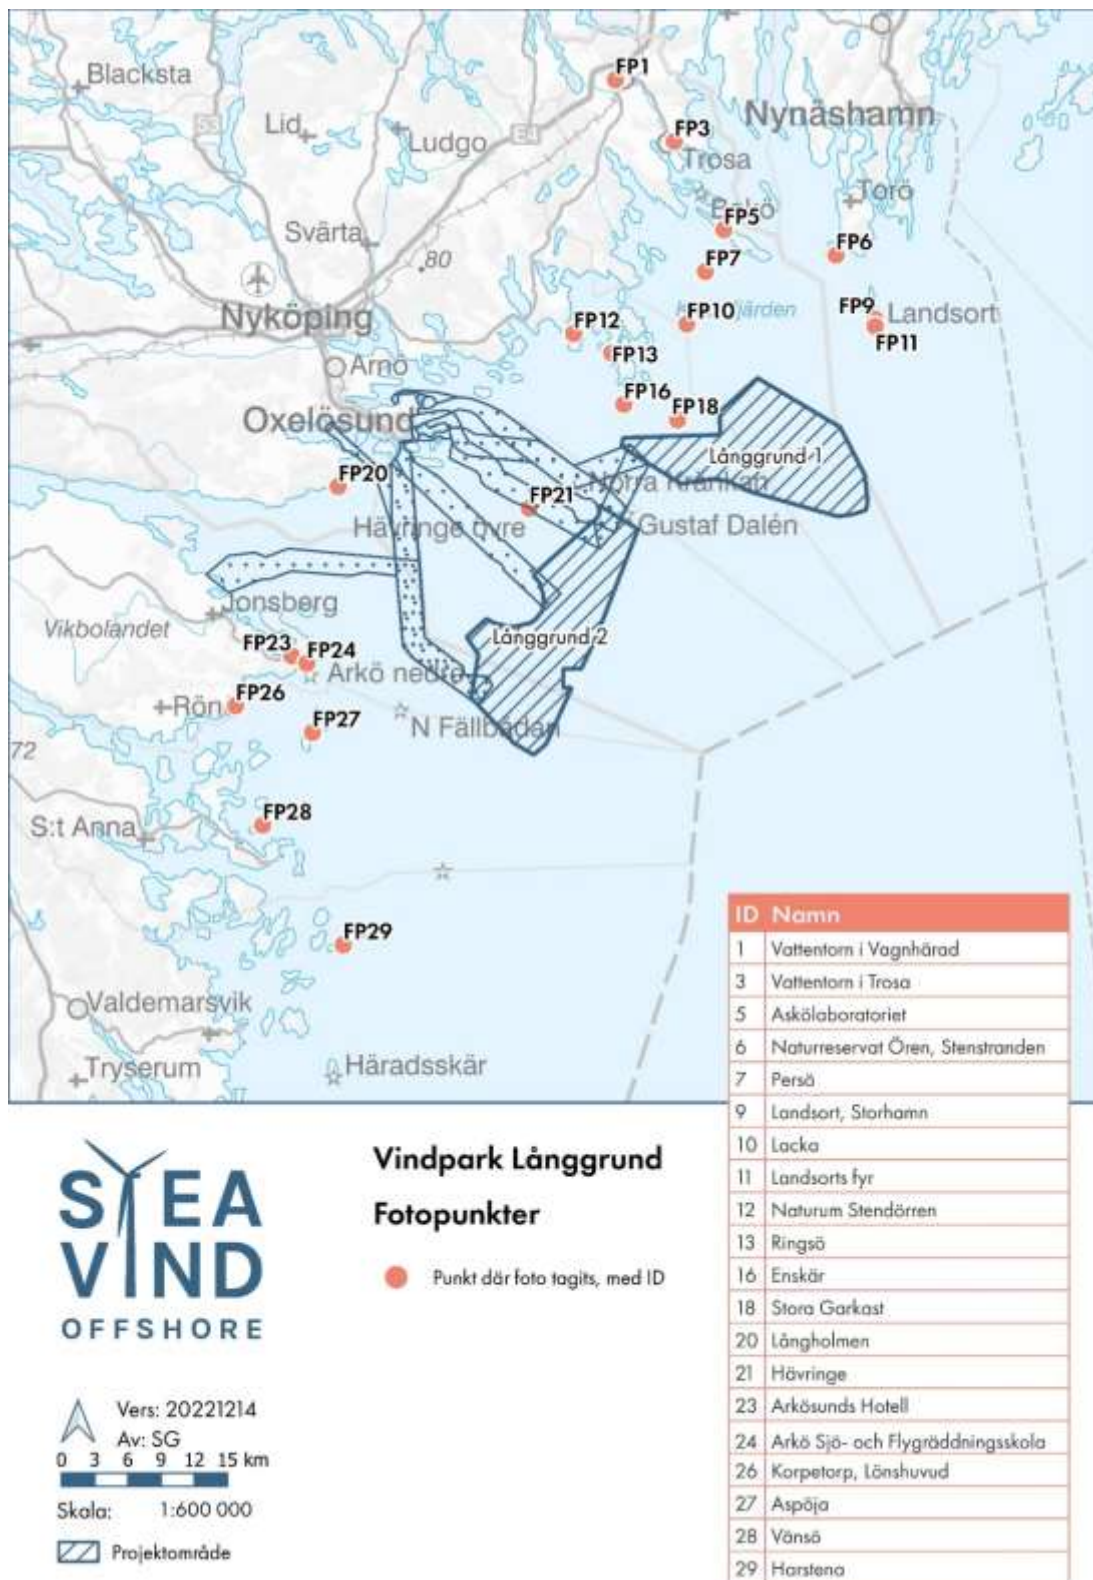 FP1
Blacksta
Nynäshamn
53
Lid
E4
Ludgo
FP3
Trosa
Torö
FP5
Svärta
80
FP6
FP7
Nyköping
FP10
FP9
Landsort
FP12
järden
FP11
FP13
Arnö
FP16
FP18
Oxelösund
Långgrund 1
FP20
FP21
Hävringe övre
Gustaf Dalén
Jonsberg
Vikbolandet
Långgrund 2
FP23
FP24
Arkö nedre
FP26
Rön
FP27
N Fällbådan
72
FP28
S:t Anna
FP29
Valdemarsvik
Tryserum
Häradsskär
ID Namn
1 Vattentorn i Vagnhärad
3 Vattentorn i Trosa
5 Askölaboratoriet
6 Naturreservat Ören, Stenstranden
7 Persö
9 Landsort, Storhamn
10 Lacka
11 Landsorts fyr
12 Naturum Stendörren
13 Ringsö
16 Enskär
18 Stora Garkast
20 Långholmen
21 Hävringe
23 Arkösunds Hotell
24 Arkö Sjö- och Flygräddningsskola
26 Korpetorp, Lönshuvud
27 Aspöja
28 Vänsö
29 Harstena
SVEA
VIND
OFFSHORE
Vindpark Långgrund
Fotopunkter
Punkt där foto tagits, med ID
Vers: 20221214
Av: SG
0 3 6 9 12 15 km
Skala: 1:600 000
Projektområde